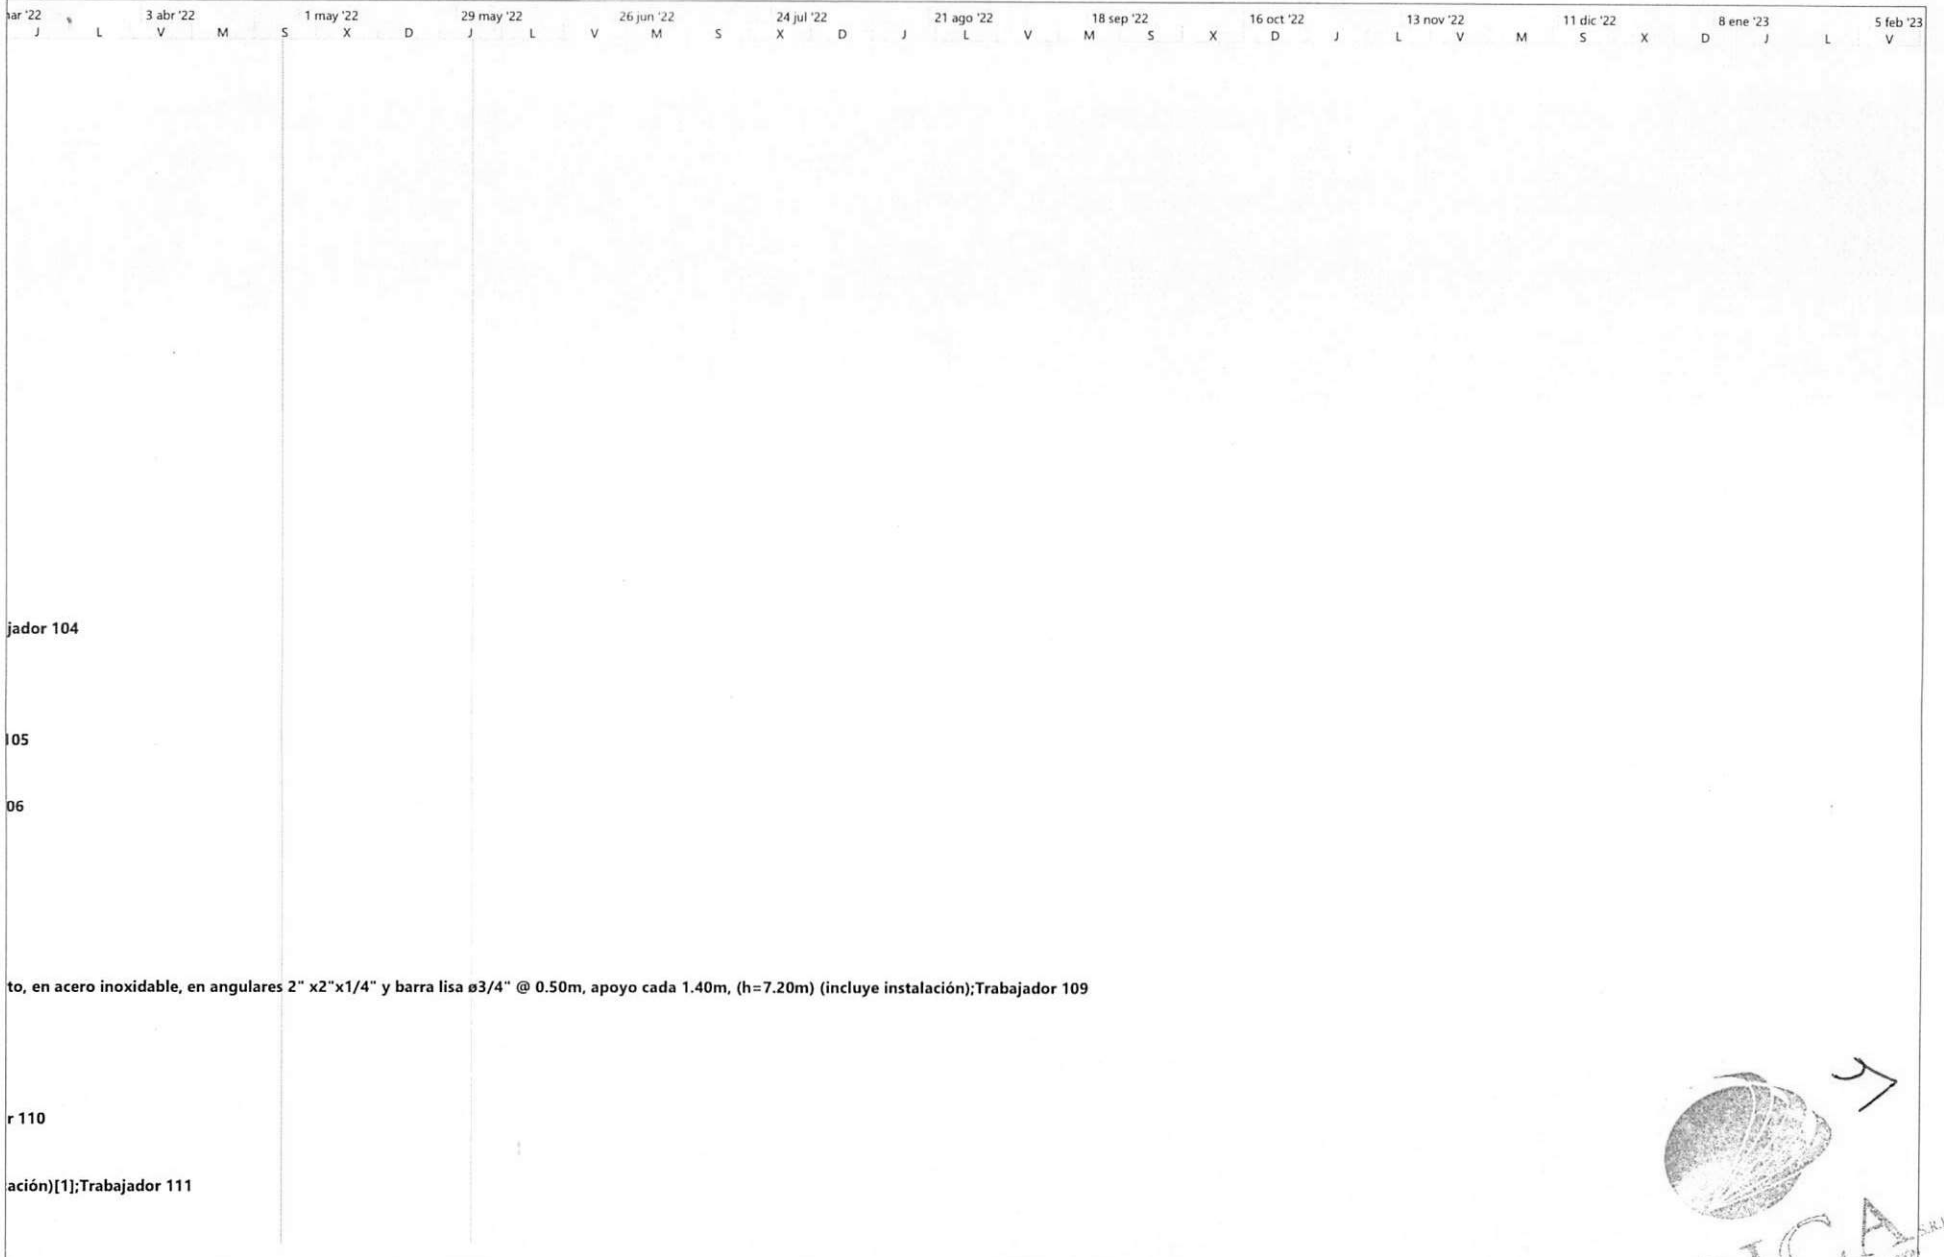 3 abr '22 1 may '22 29 may '22 26 jun '22 24 jul '22 21 ago '22 18 sep '22 16 oct '22 13 nov '22 11 dic '22 8 ene '23 5 feb '23
J L V M S X D J L V M S X D J L V M S X D J L V M S X D J L V
jador 104
105
06
to, en acero inoxidable, en angulares 2" x2"x1/4" y barra lisa ø3/4" @ 0.50m, apoyo cada 1.40m, (h=7.20m) (incluye instalación);Trabajador 109
r 110
ación)[1];Trabajador 111